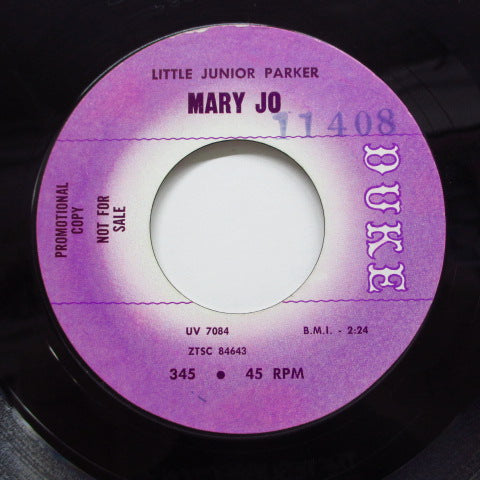 LITTLE JUNIOR PARKER
MARY JO
11408
DUKE
PROMOTIONAL
COPY
NOT FOR
SALE
UV 7084
B.M.I. - 2:24
ZTSC 84643
345 • 45 RPM